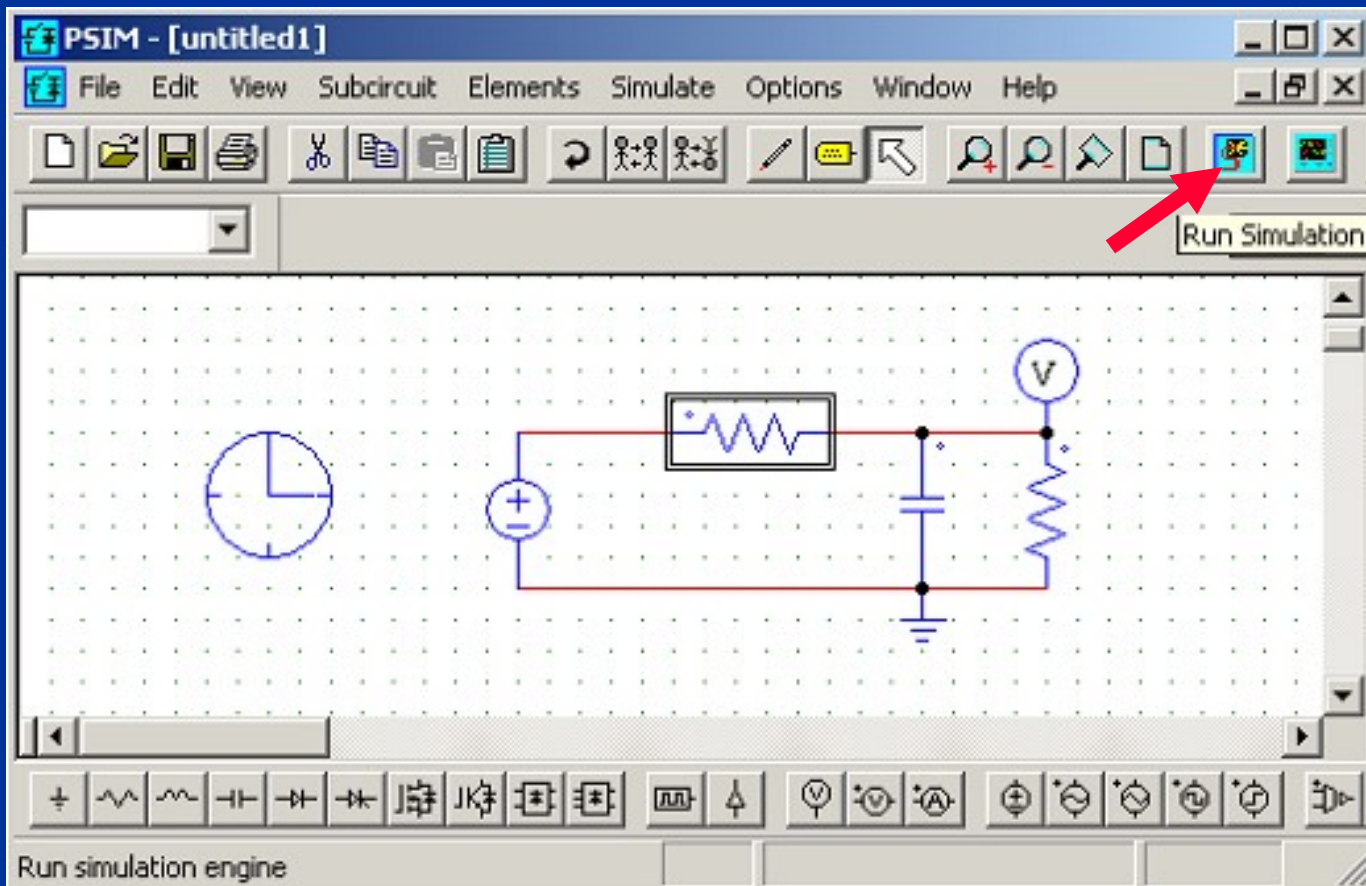 PSIM - [untitled1]
File Edit View Subcircuit Elements Simulate Options Window Help
Run Simulation
V
Run simulation engine